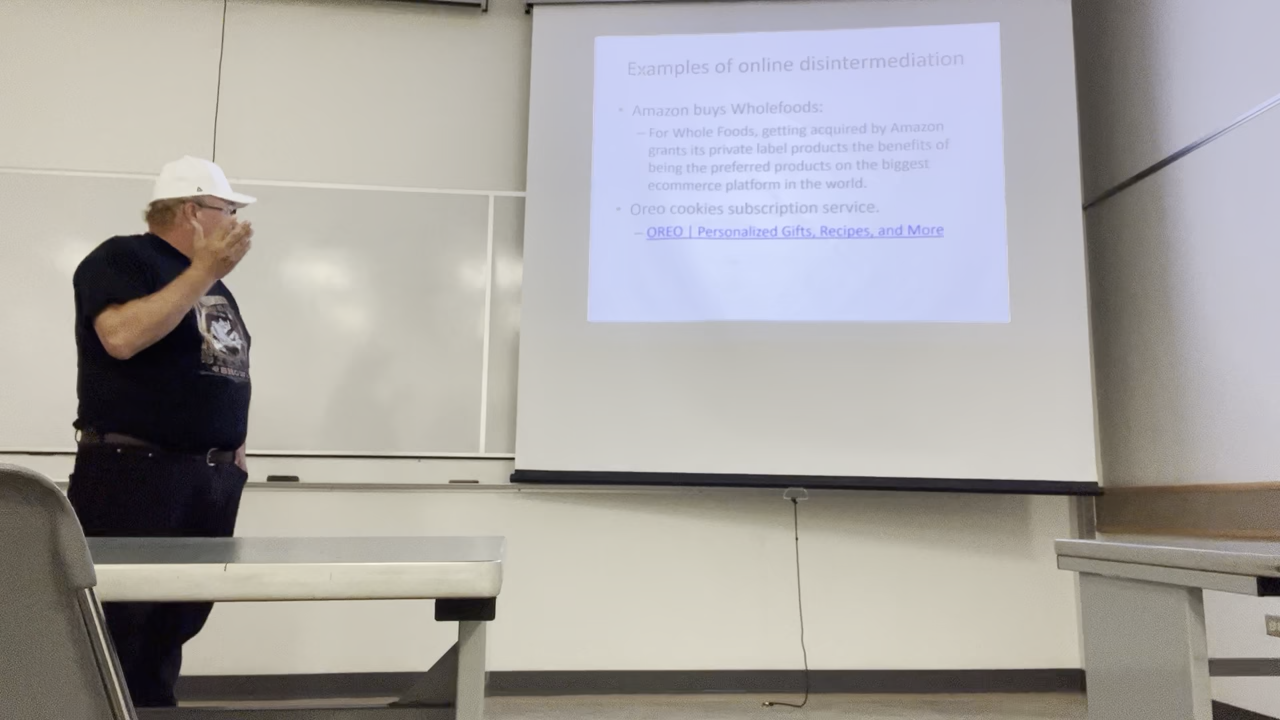 Examples of online disintermediation
• Amazon buys Wholefoods:
– For Whole Foods, getting acquired by Amazon
grants its private label products the benefits of
being the preferred products on the biggest
ecommerce platform in the world.
• Oreo cookies subscription service.
– OREO | Personalized Gifts, Recipes, and More